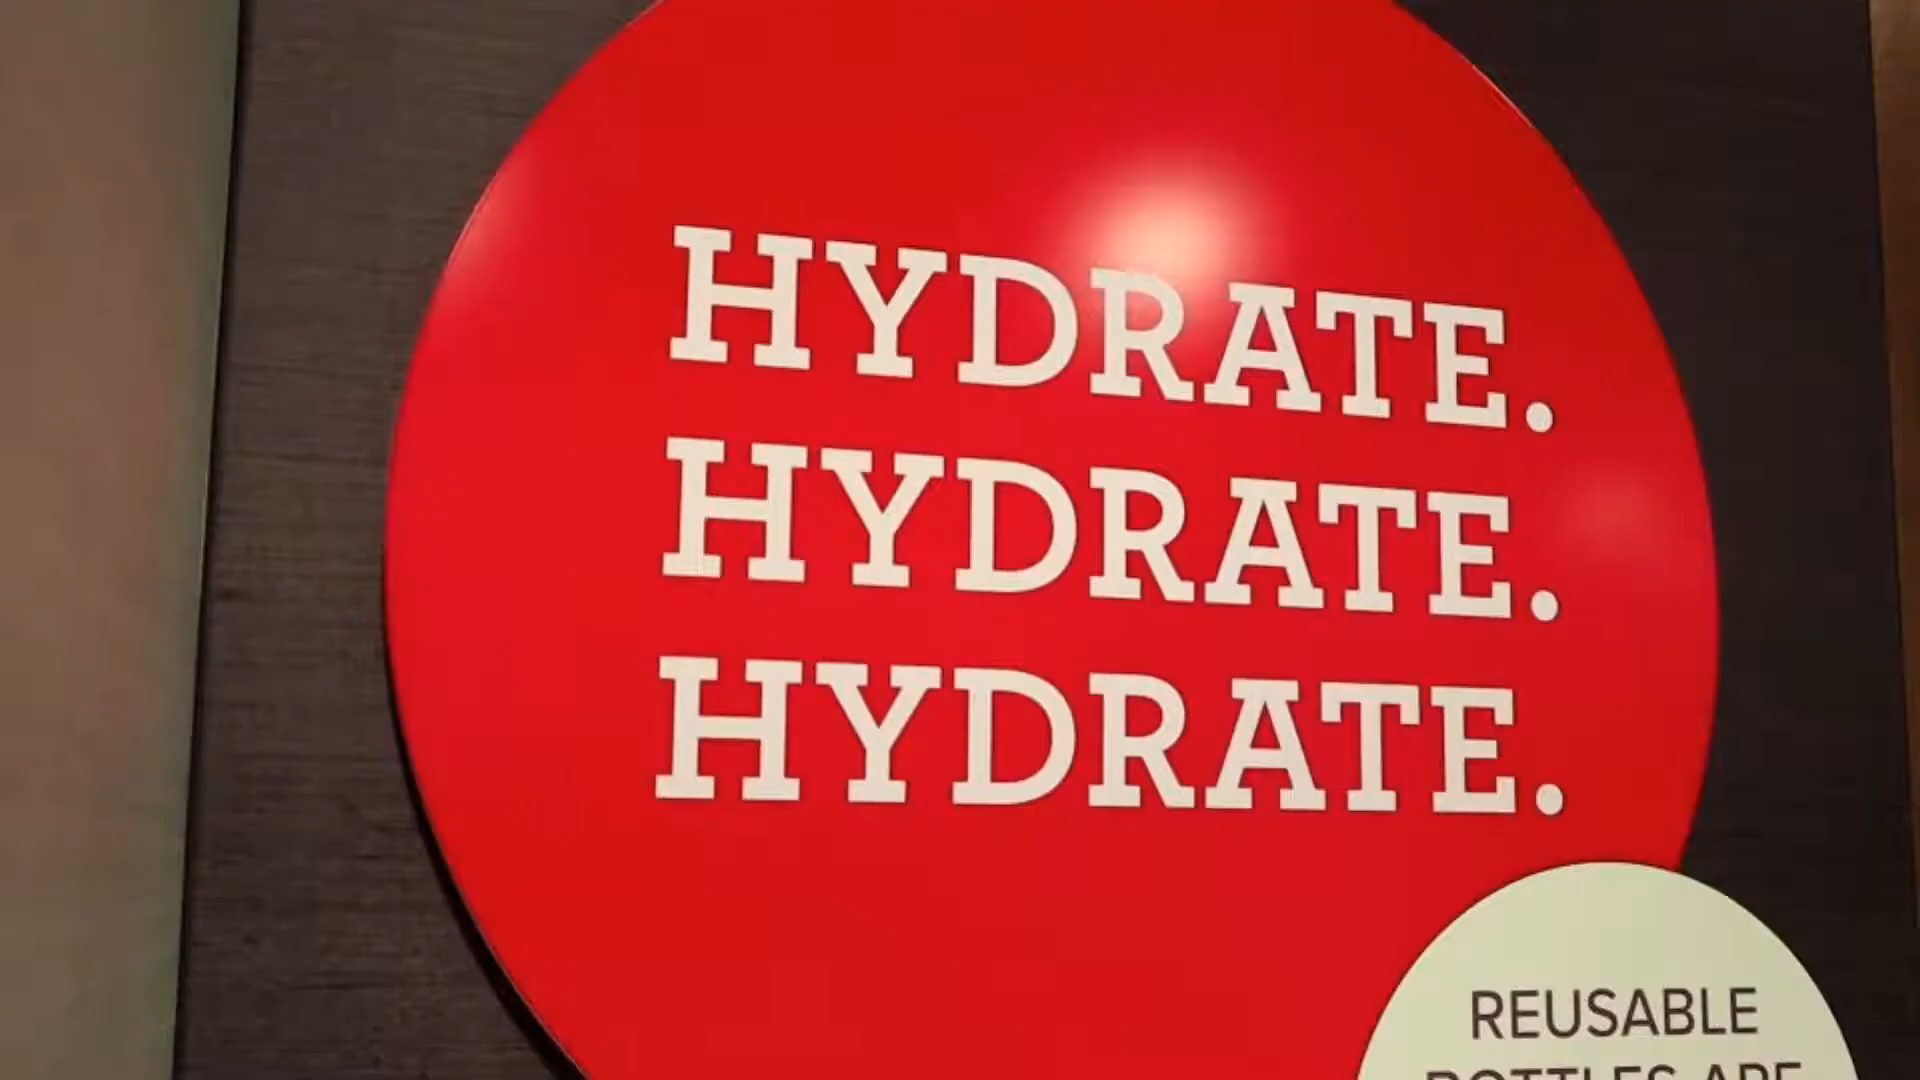 HYDRATE.
HYDRATE.
HYDRATE.
REUSABLE
BOTTLES ARE